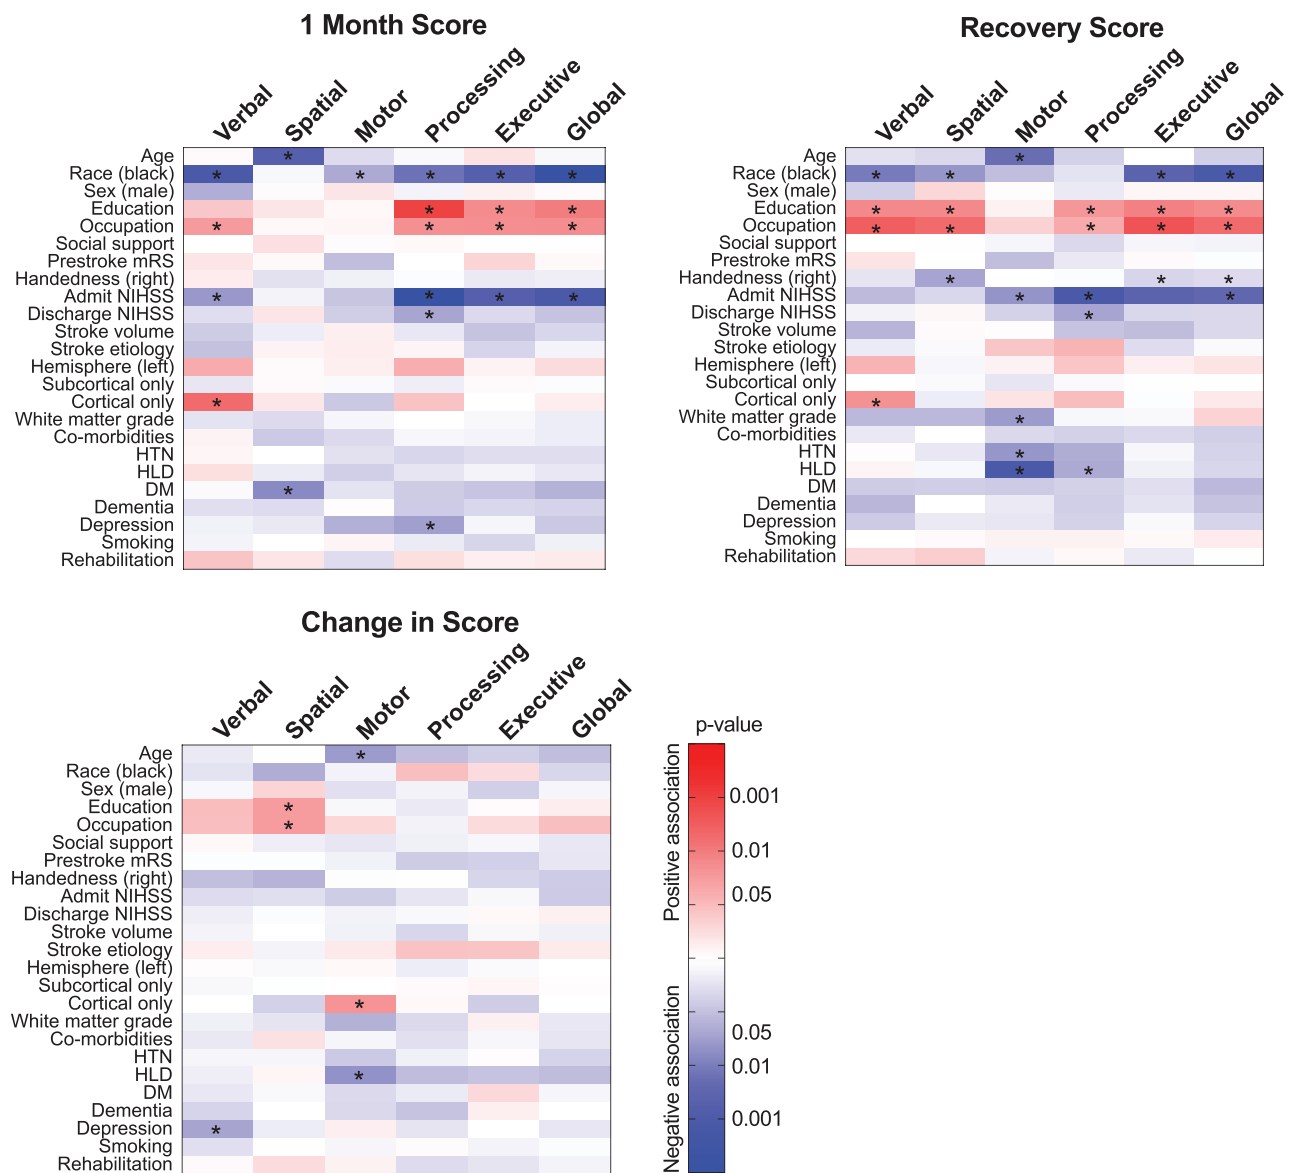 1 Month Score
Verbal
Spatial
Motor
Processing
Executive
Global
Age *
Race (black) * * * * *
Sex (male)
Education * * *
Occupation * * * *
Social support
Prestroke mRS
Handedness (right)
Admit NIHSS * * * *
Discharge NIHSS *
Stroke volume
Stroke etiology
Hemisphere (left)
Subcortical only
Cortical only *
White matter grade
Co-morbidities
HTN
HLD
DM *
Dementia
Depression *
Smoking
Rehabilitation
Recovery Score
Verbal
Spatial
Motor
Processing
Executive
Global
Age *
Race (black) * * * *
Sex (male)
Education * * * * *
Occupation * * * * *
Social support
Prestroke mRS
Handedness (right) * * *
Admit NIHSS * * *
Discharge NIHSS *
Stroke volume
Stroke etiology
Hemisphere (left)
Subcortical only
Cortical only *
White matter grade *
Co-morbidities
HTN *
HLD * *
DM
Dementia
Depression
Smoking
Rehabilitation
Change in Score
Verbal
Spatial
Motor
Processing
Executive
Global
Age *
Race (black)
Sex (male)
Education *
Occupation *
Social support
Prestroke mRS
Handedness (right)
Admit NIHSS
Discharge NIHSS
Stroke volume
Stroke etiology
Hemisphere (left)
Subcortical only
Cortical only *
White matter grade
Co-morbidities
HTN
HLD *
DM
Dementia
Depression *
Smoking
Rehabilitation
p-value
Positive association
0.001
0.01
0.05
Negative association
0.05
0.01
0.001